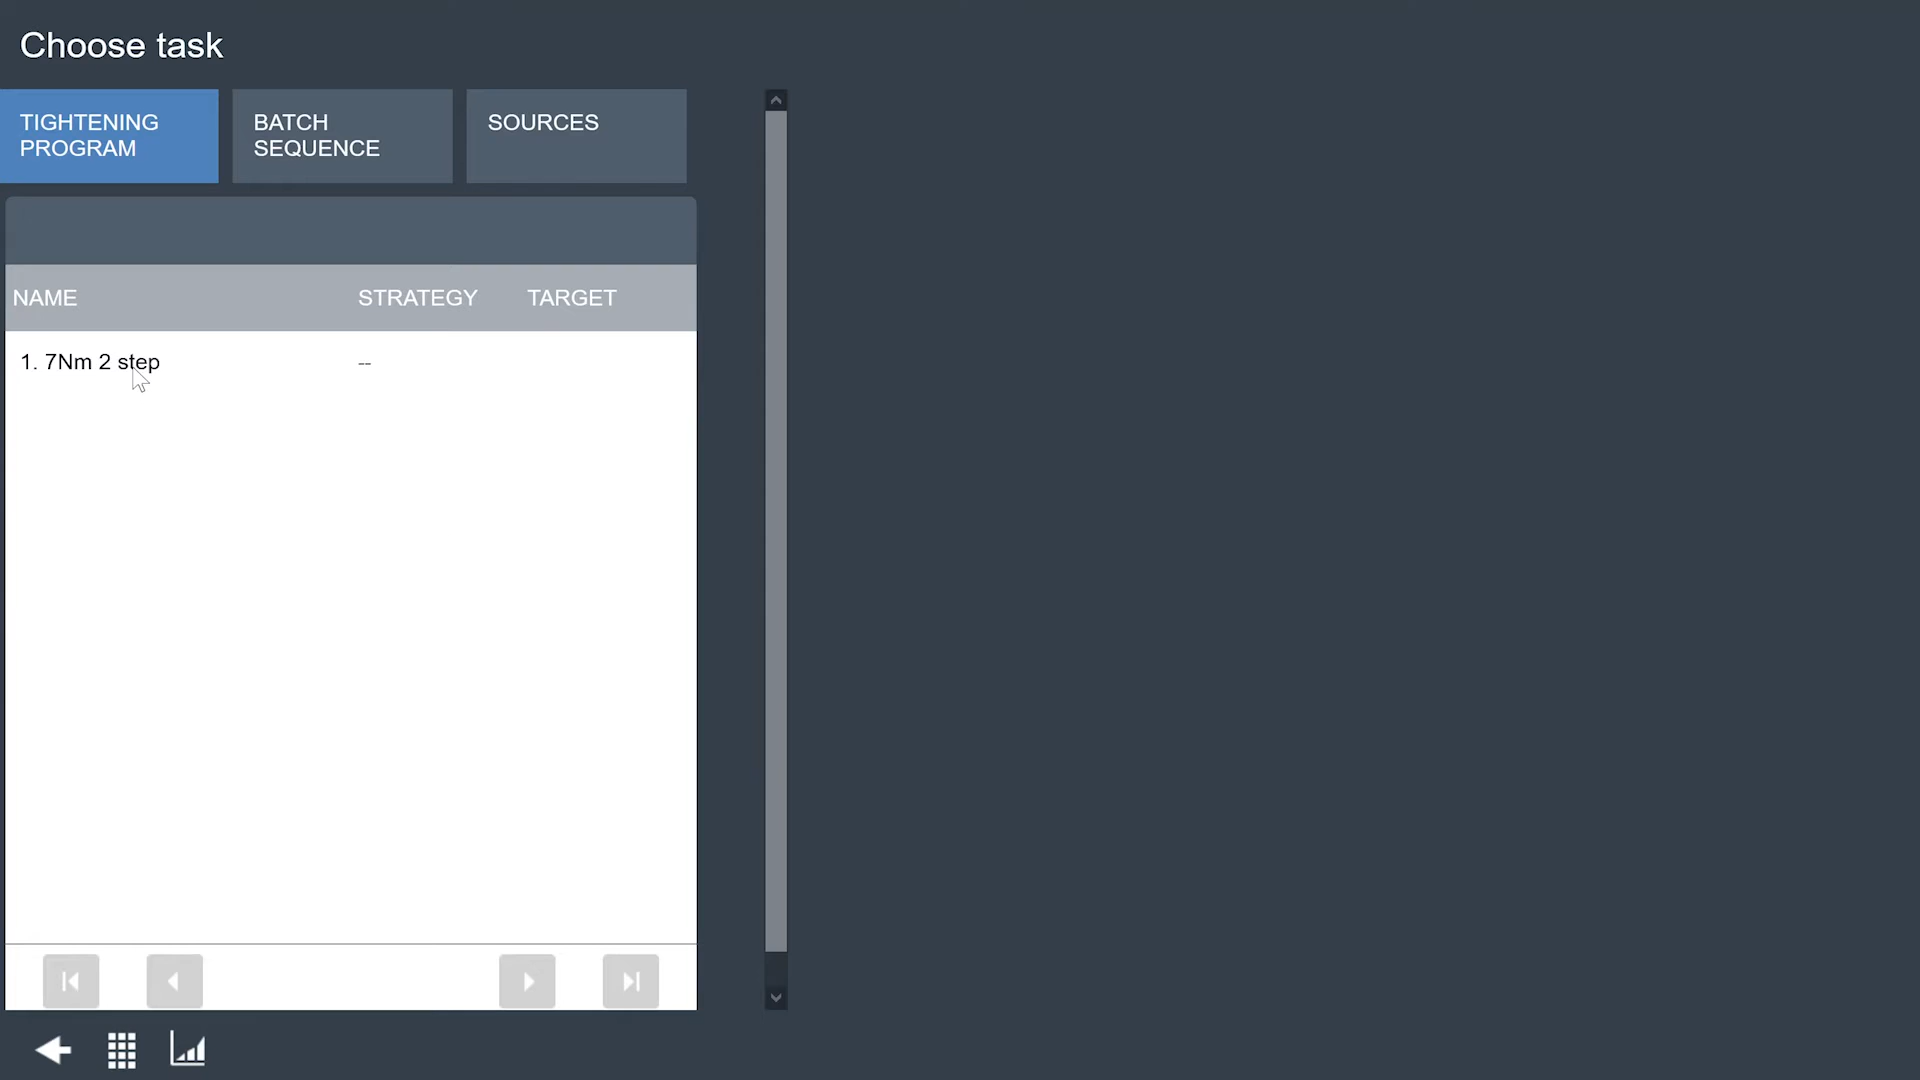 Choose task
TIGHTENING
PROGRAM
BATCH
SEQUENCE
SOURCES
NAME STRATEGY TARGET
1. 7Nm 2 step --